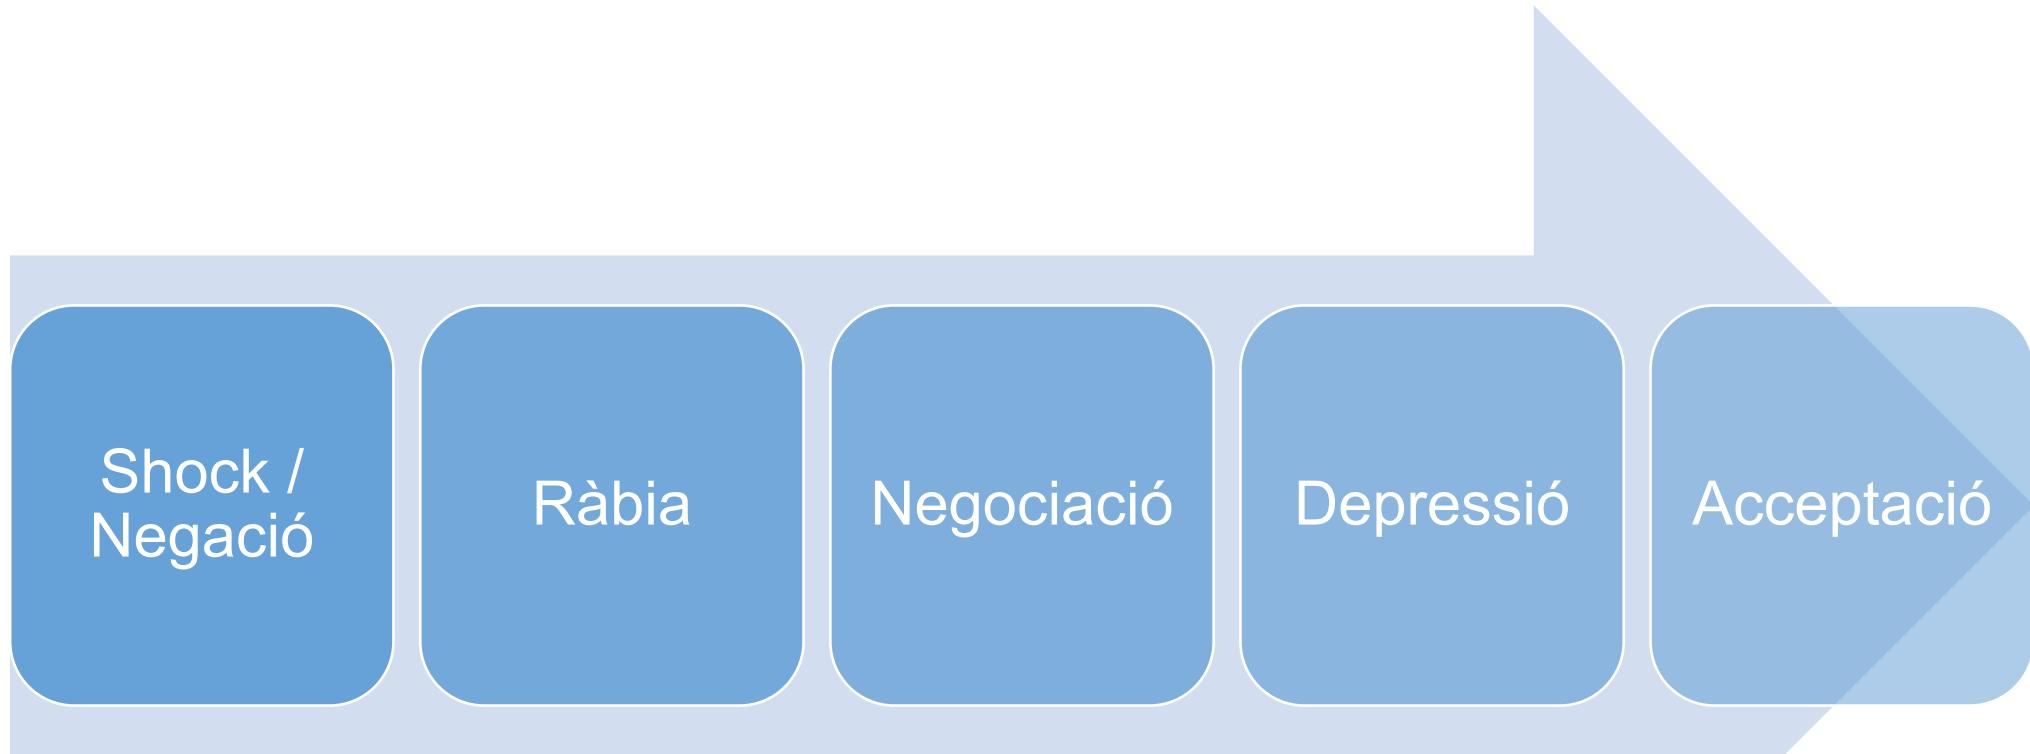 Shock /
Negació
Ràbia
Negociació
Depressió
Acceptació